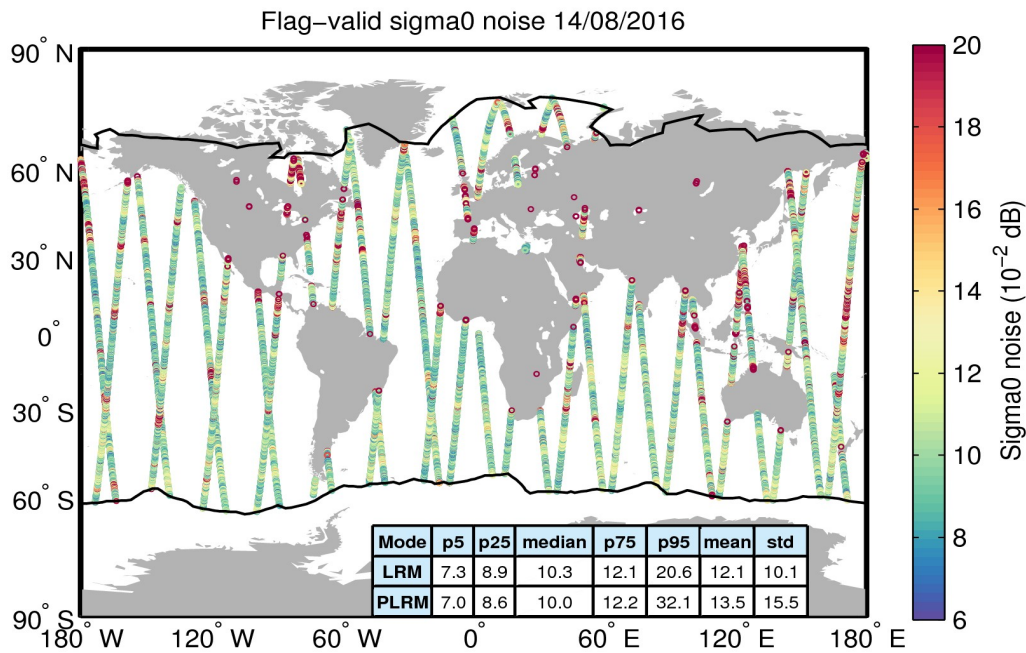 Flag−valid sigma0 noise 14/08/2016
90° N
60° N
30° N
0°
30° S
60° S
90° S
180° W
120° W
60° W
0°
60° E
120° E
180° E
Mode p5 p25 median p75 p95 mean std
LRM 7.3 8.9 10.3 12.1 20.6 12.1 10.1
PLRM 7.0 8.6 10.0 12.2 32.1 13.5 15.5
20
18
16
14
12
10
8
6
Sigma0 noise (10⁻² dB)